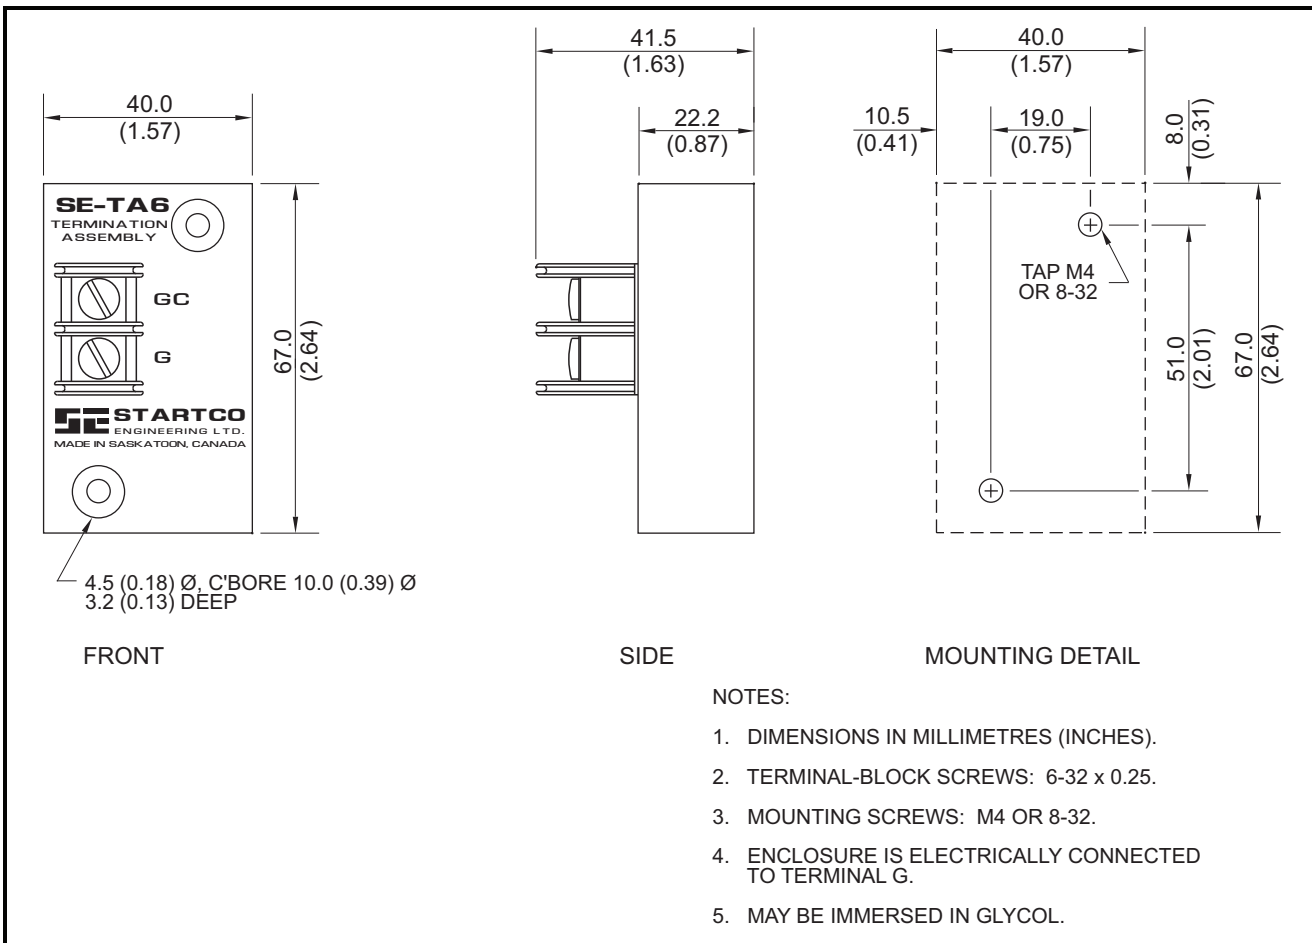 40.0
(1.57)
SE-TA6
TERMINATION
ASSEMBLY
GC
G
SE STARTCO
ENGINEERING LTD.
MADE IN SASKATOON, CANADA
67.0
(2.64)
4.5 (0.18) Ø, C'BORE 10.0 (0.39) Ø
3.2 (0.13) DEEP
FRONT
41.5
(1.63)
22.2
(0.87)
SIDE
40.0
(1.57)
10.5
(0.41)
19.0
(0.75)
8.0
(0.31)
TAP M4
OR 8-32
51.0
(2.01)
67.0
(2.64)
MOUNTING DETAIL
NOTES:
1. DIMENSIONS IN MILLIMETRES (INCHES).
2. TERMINAL-BLOCK SCREWS: 6-32 x 0.25.
3. MOUNTING SCREWS: M4 OR 8-32.
4. ENCLOSURE IS ELECTRICALLY CONNECTED
TO TERMINAL G.
5. MAY BE IMMERSED IN GLYCOL.